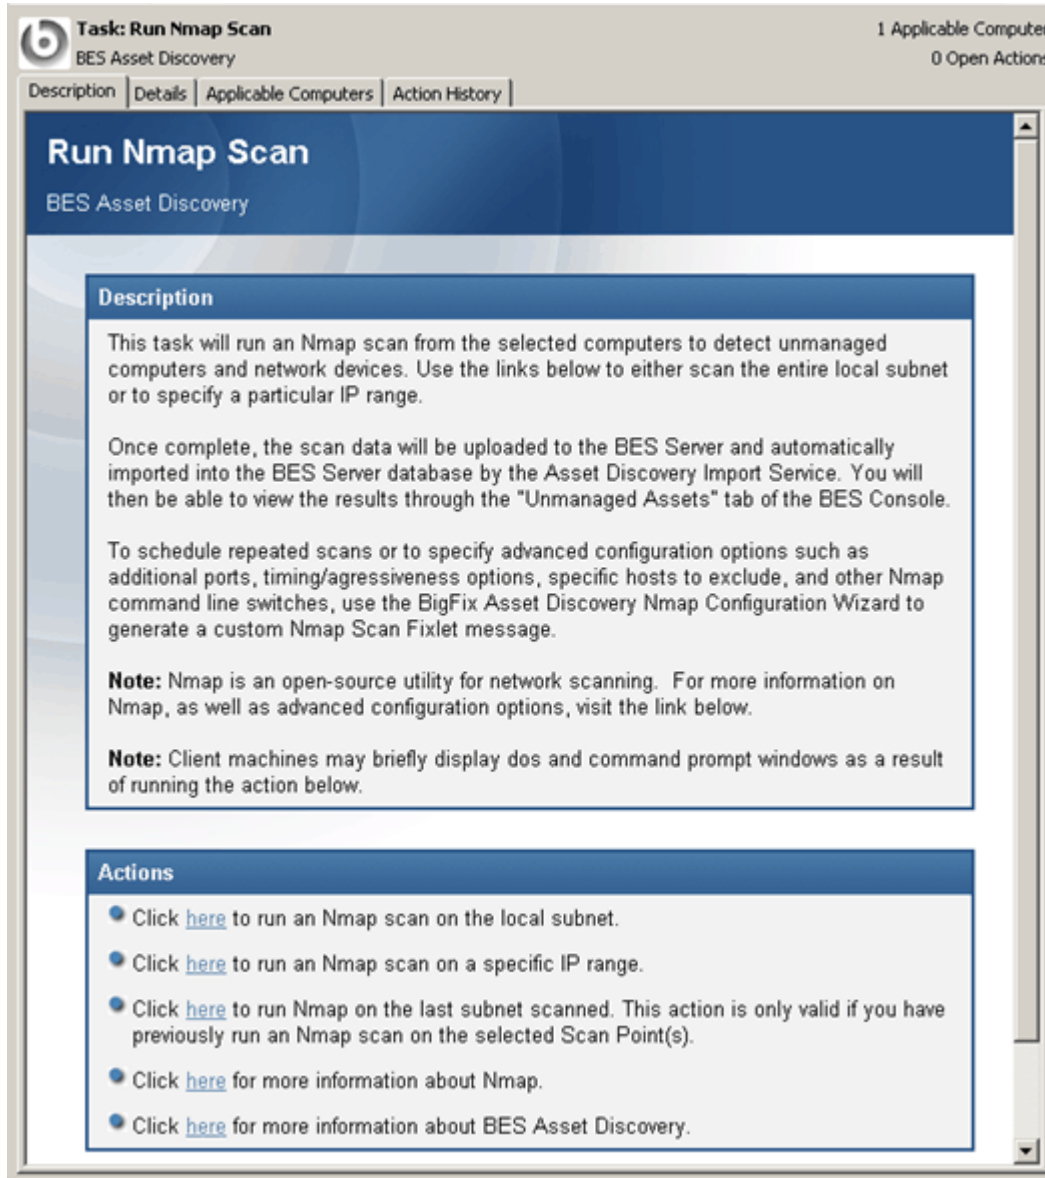 Task: Run Nmap Scan
1 Applicable Computer
BES Asset Discovery
0 Open Actions
Description
Details
Applicable Computers
Action History
Run Nmap Scan
BES Asset Discovery
Description
This task will run an Nmap scan from the selected computers to detect unmanaged
computers and network devices. Use the links below to either scan the entire local subnet
or to specify a particular IP range.
Once complete, the scan data will be uploaded to the BES Server and automatically
imported into the BES Server database by the Asset Discovery Import Service. You will
then be able to view the results through the "Unmanaged Assets" tab of the BES Console.
To schedule repeated scans or to specify advanced configuration options such as
additional ports, timing/agressiveness options, specific hosts to exclude, and other Nmap
command line switches, use the BigFix Asset Discovery Nmap Configuration Wizard to
generate a custom Nmap Scan Fixlet message.
Note: Nmap is an open-source utility for network scanning. For more information on
Nmap, as well as advanced configuration options, visit the link below.
Note: Client machines may briefly display dos and command prompt windows as a result
of running the action below.
Actions
Click here to run an Nmap scan on the local subnet.
Click here to run an Nmap scan on a specific IP range.
Click here to run Nmap on the last subnet scanned. This action is only valid if you have
previously run an Nmap scan on the selected Scan Point(s).
Click here for more information about Nmap.
Click here for more information about BES Asset Discovery.